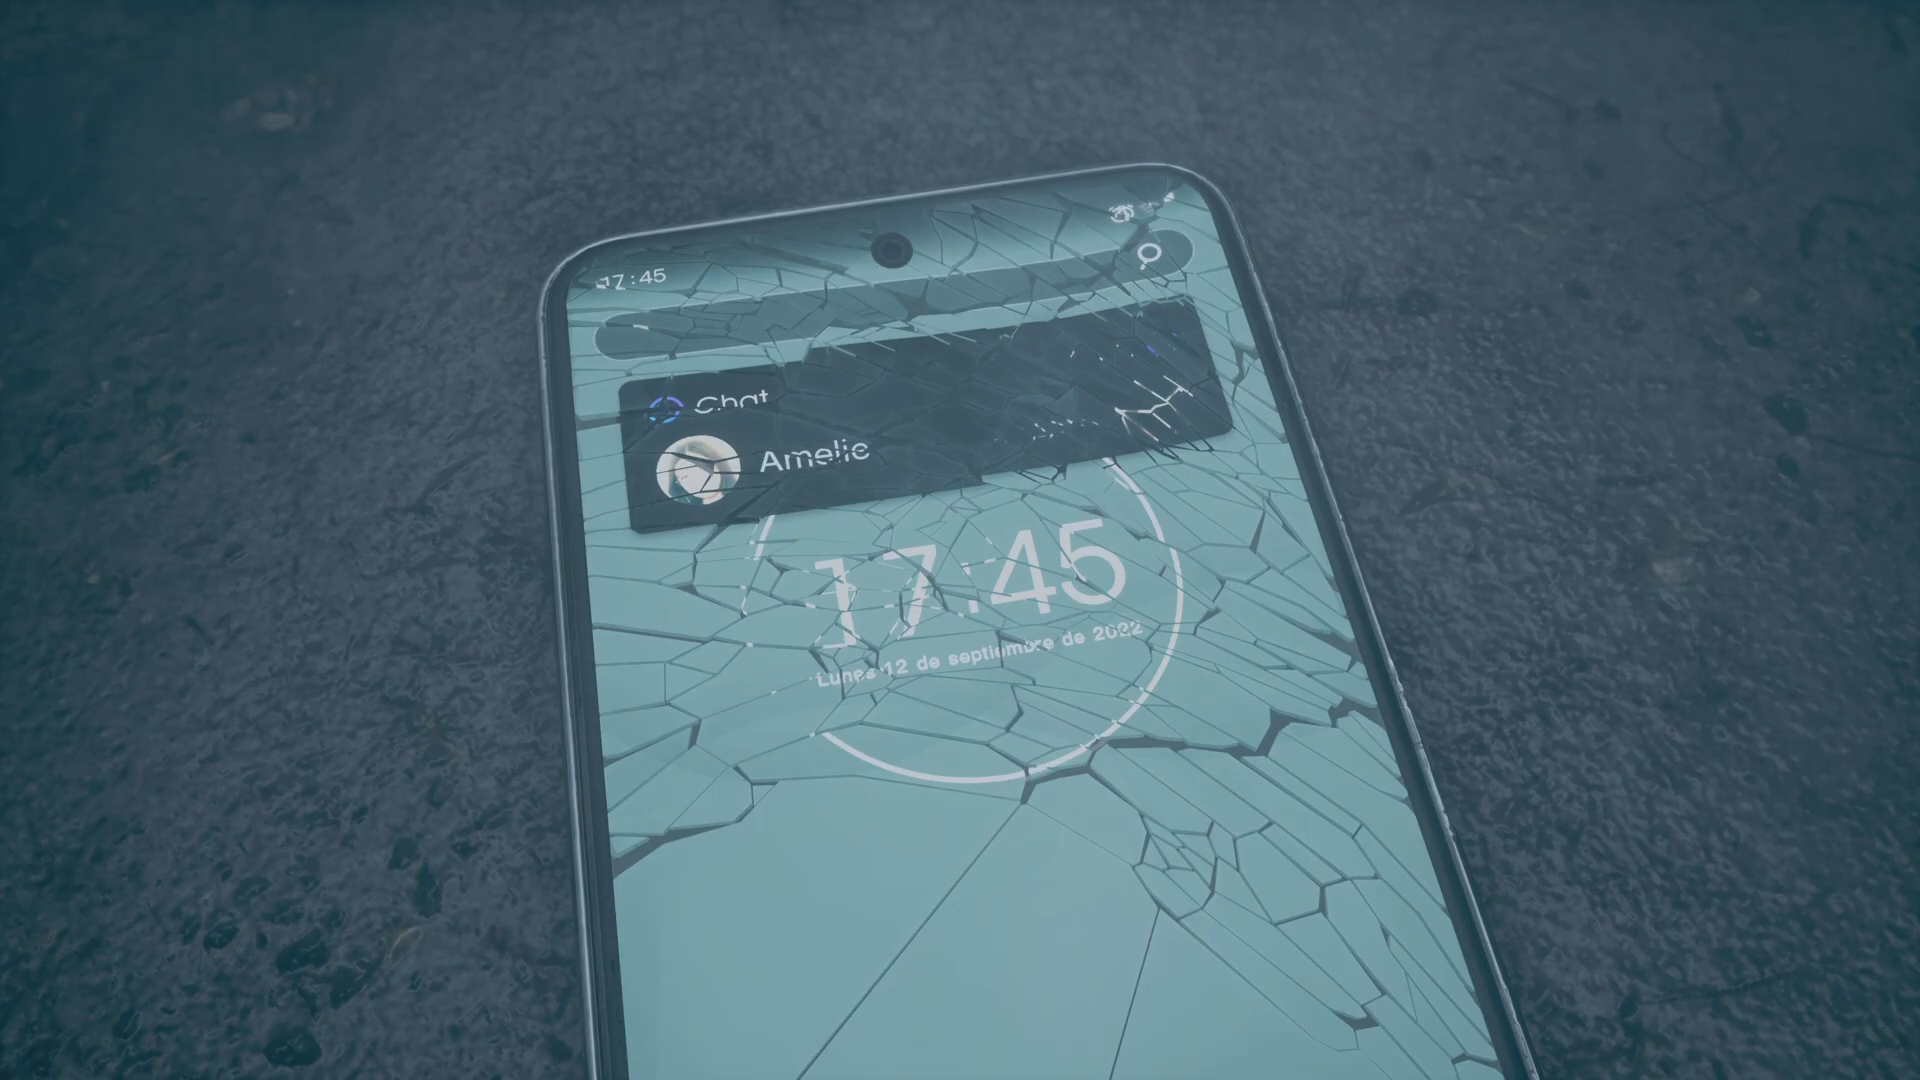 17:45
Chat
Amelie
17:45
Lunes 12 de septiembre de 2022